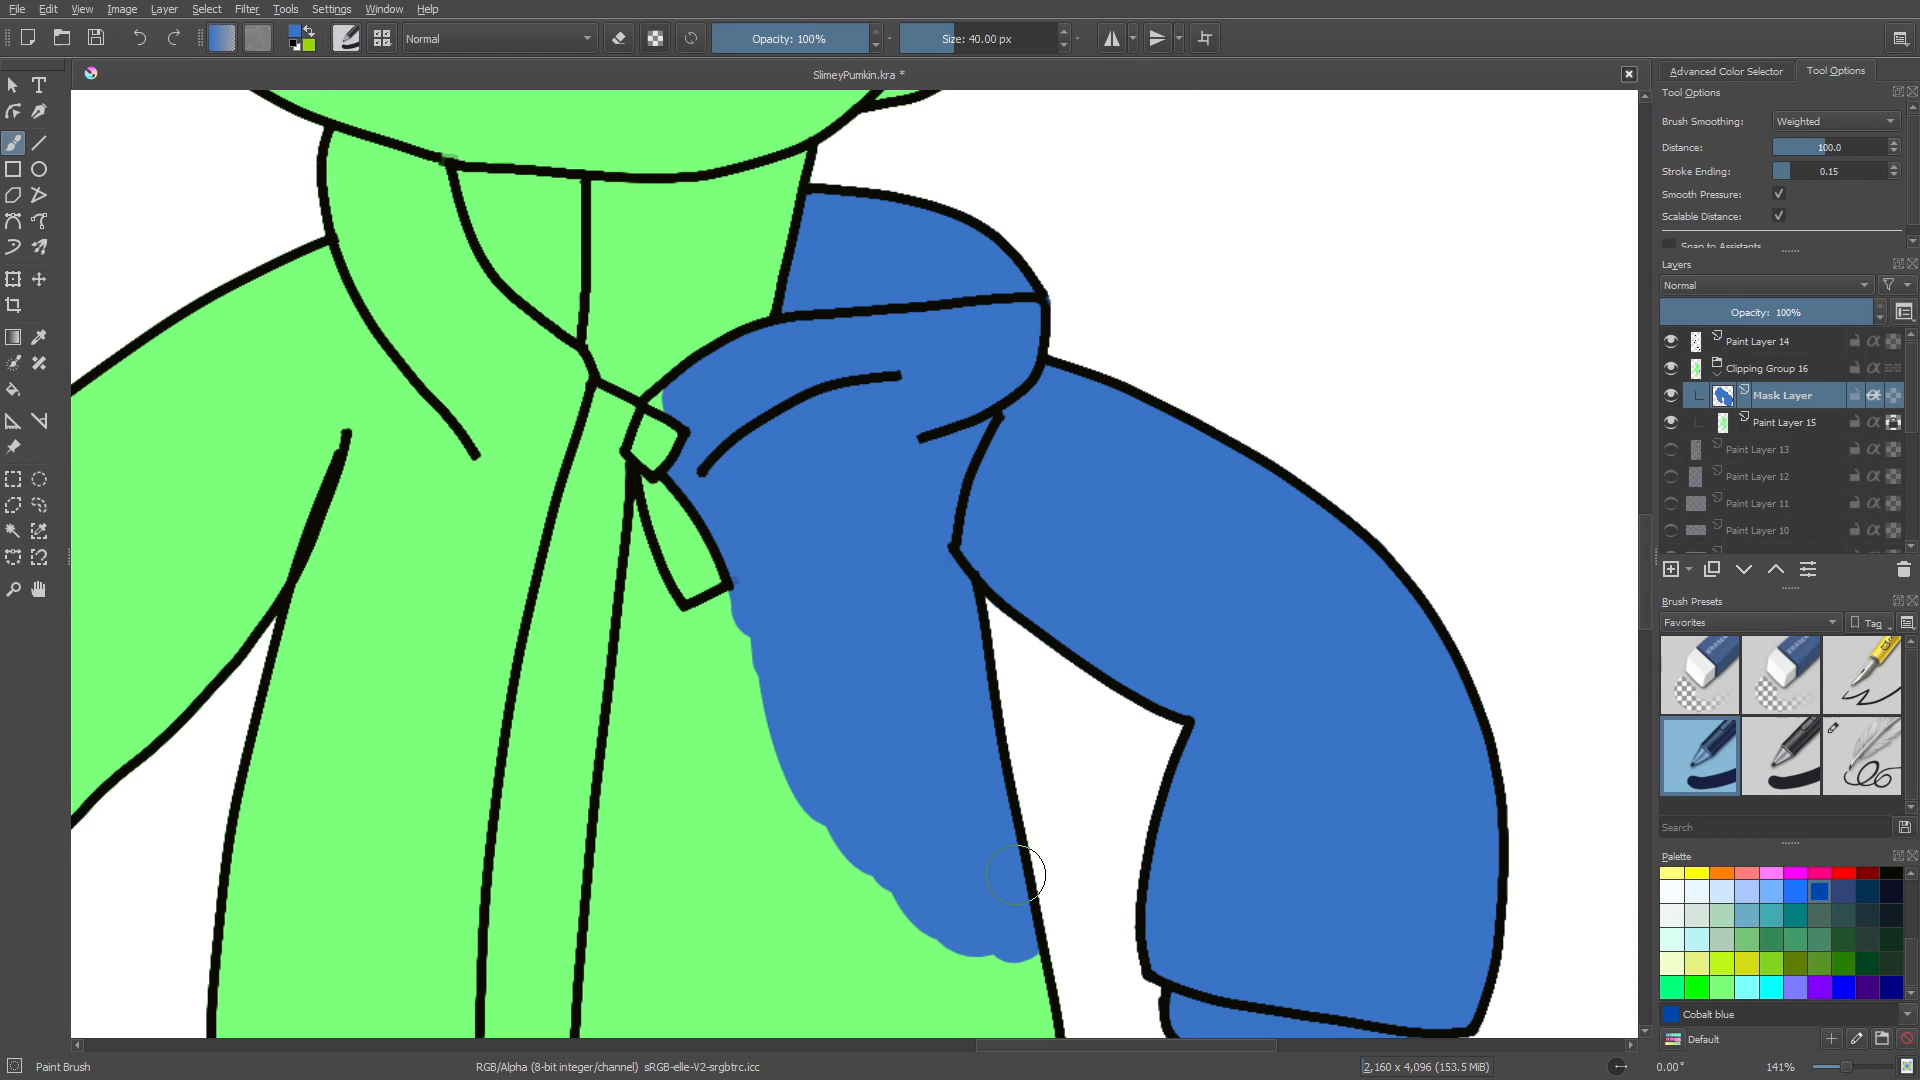 File Edit View Image Layer Select Filter Tools Settings Window Help
Normal
Opacity: 100%
Size: 40.00 px
SlimeyPumkin.kra *
Advanced Color Selector
Tool Options
Tool Options
Brush Smoothing: Weighted
Distance: 100.0
Stroke Ending: 0.15
Smooth Pressure:
Scalable Distance:
Snap to Assistants
Layers
Normal
Opacity: 100%
Paint Layer 14
Clipping Group 16
Mask Layer
Paint Layer 15
Paint Layer 13
Paint Layer 12
Paint Layer 11
Paint Layer 10
Brush Presets
Favorites
Tag
Search
Palette
Cobalt blue
Default
Paint Brush
RGB/Alpha (8-bit integer/channel) sRGB-elle-V2-srgbtrc.icc
2,160 x 4,096 (153.5 MiB)
0.00°
141%